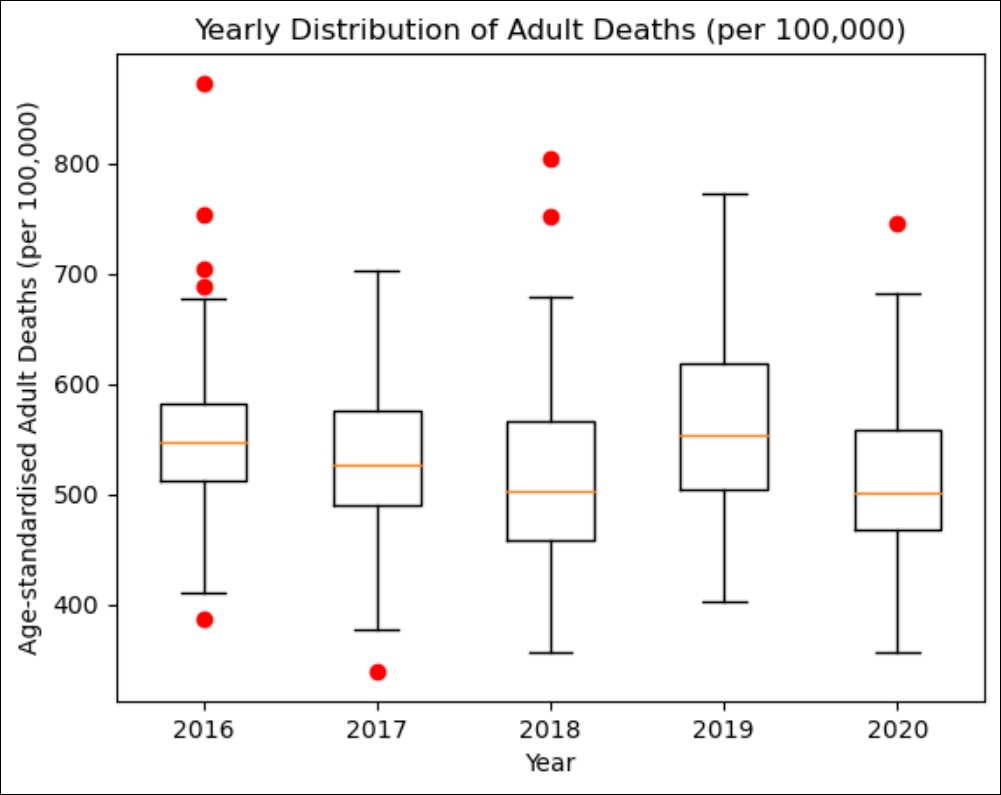 Yearly Distribution of Adult Deaths (per 100,000)
Age-standardised Adult Deaths (per 100,000)
800
700
600
500
400
2016 2017 2018 2019 2020
Year